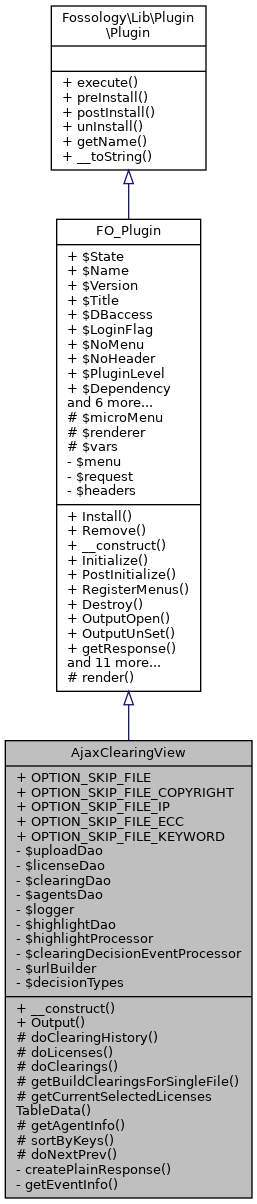 Fossology\Lib\Plugin
\Plugin
+ execute()
+ preInstall()
+ postInstall()
+ unInstall()
+ getName()
+ __toString()
FO_Plugin
+ $State
+ $Name
+ $Version
+ $Title
+ $DBaccess
+ $LoginFlag
+ $NoMenu
+ $NoHeader
+ $PluginLevel
+ $Dependency
and 6 more...
# $microMenu
# $renderer
# $vars
- $menu
- $request
- $headers
+ Install()
+ Remove()
+ __construct()
+ Initialize()
+ PostInitialize()
+ RegisterMenus()
+ Destroy()
+ OutputOpen()
+ OutputUnSet()
+ getResponse()
and 11 more...
# render()
AjaxClearingView
+ OPTION_SKIP_FILE
+ OPTION_SKIP_FILE_COPYRIGHT
+ OPTION_SKIP_FILE_IP
+ OPTION_SKIP_FILE_ECC
+ OPTION_SKIP_FILE_KEYWORD
- $uploadDao
- $licenseDao
- $clearingDao
- $agentsDao
- $logger
- $highlightDao
- $highlightProcessor
- $clearingDecisionEventProcessor
- $urlBuilder
- $decisionTypes
+ __construct()
+ Output()
# doClearingHistory()
# doLicenses()
# doClearings()
# getBuildClearingsForSingleFile()
# getCurrentSelectedLicenses
TableData()
# getAgentInfo()
# sortByKeys()
# doNextPrev()
- createPlainResponse()
- getEventInfo()